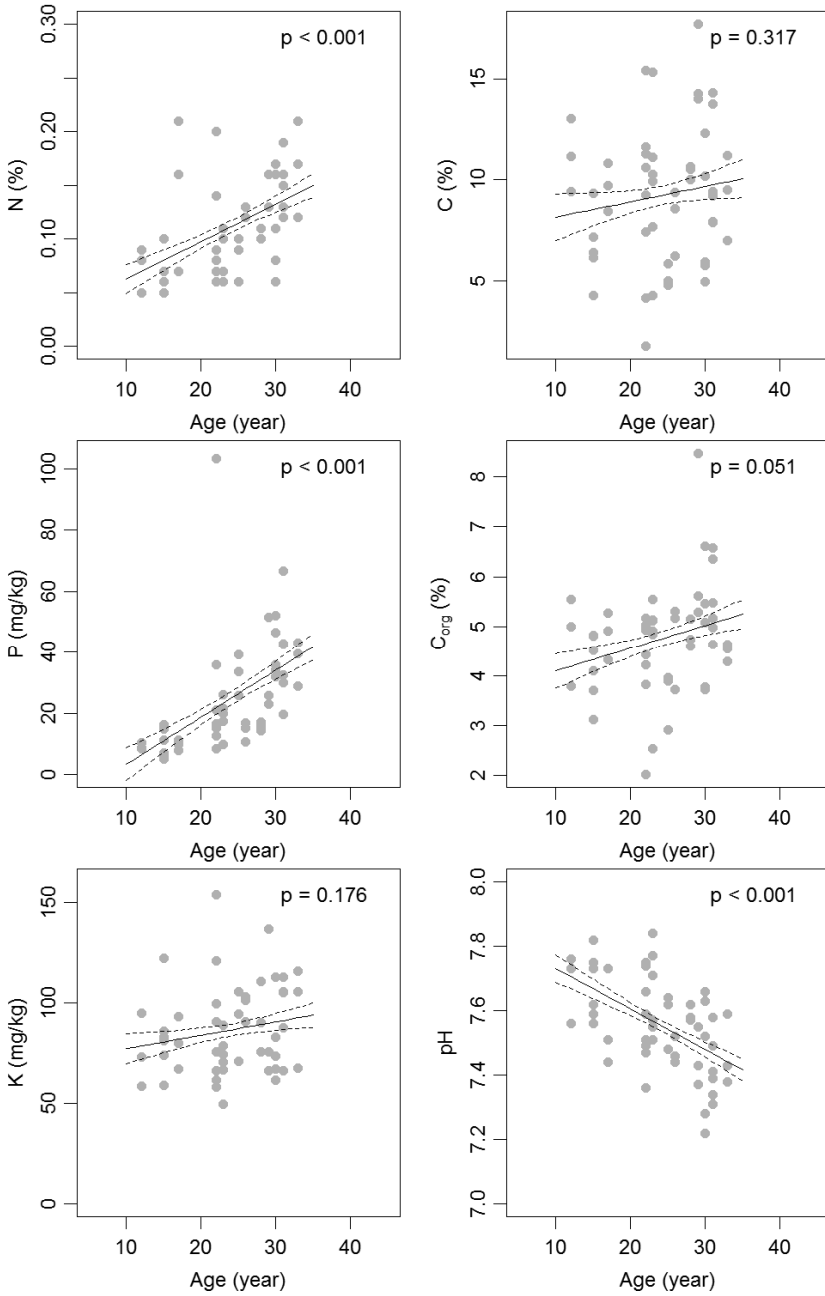 p < 0.001
N (%)
0.30
0.20
0.10
0.00
10 20 30 40
Age (year)
p = 0.317
C (%)
15
10
5
10 20 30 40
Age (year)
p < 0.001
P (mg/kg)
100
80
60
40
20
0
10 20 30 40
Age (year)
p = 0.051
Corg (%)
8
7
6
5
4
3
2
10 20 30 40
Age (year)
p = 0.176
K (mg/kg)
150
100
50
0
10 20 30 40
Age (year)
p < 0.001
pH
8.0
7.8
7.6
7.4
7.2
7.0
10 20 30 40
Age (year)